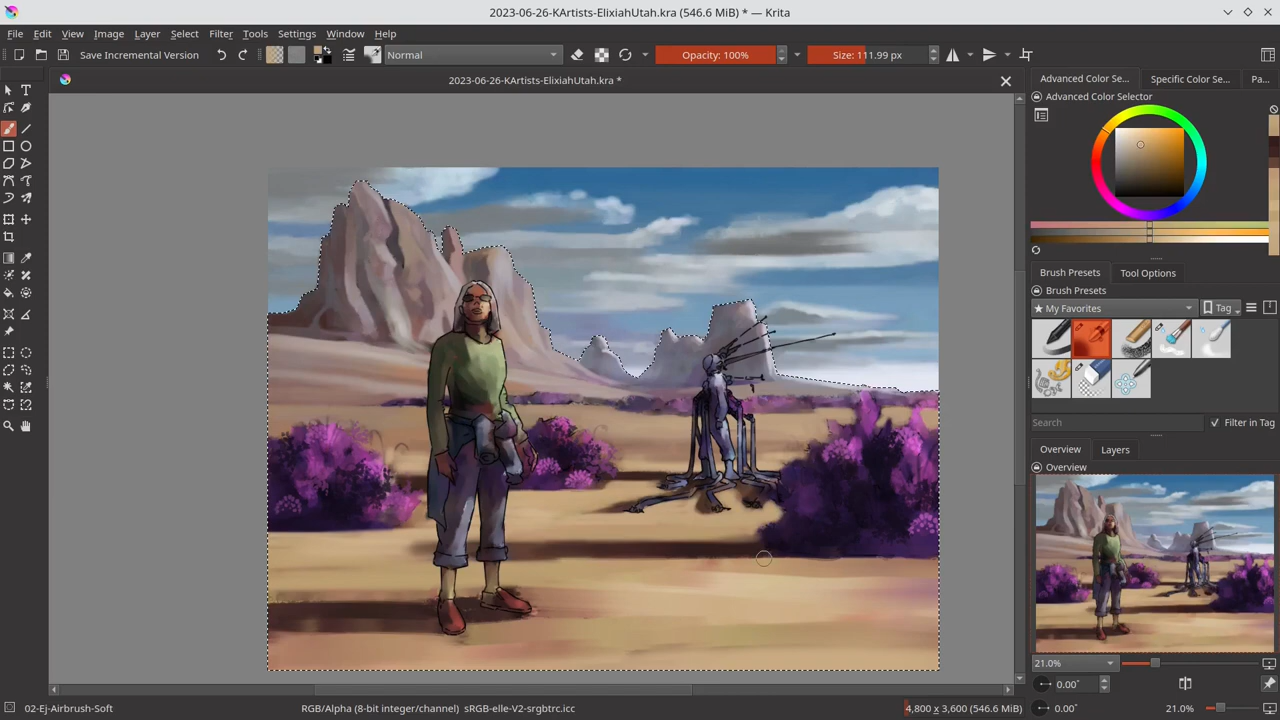 2023-06-26-KArtists-ElixiahUtah.kra (546.6 MiB) * — Krita
File Edit View Image Layer Select Filter Tools Settings Window Help
Save Incremental Version Normal Opacity: 100% Size: 111.99 px
2023-06-26-KArtists-ElixiahUtah.kra *
Advanced Color Se... Specific Color Se... Pa...
Advanced Color Selector
Brush Presets Tool Options
Brush Presets
★ My Favorites Tag
Search Filter in Tag
Overview Layers
Overview
21.0%
0.00°
02-Ej-Airbrush-Soft RGB/Alpha (8-bit integer/channel) sRGB-elle-V2-srgbtrc.icc 4,800 x 3,600 (546.6 MiB) 0.00° 21.0%